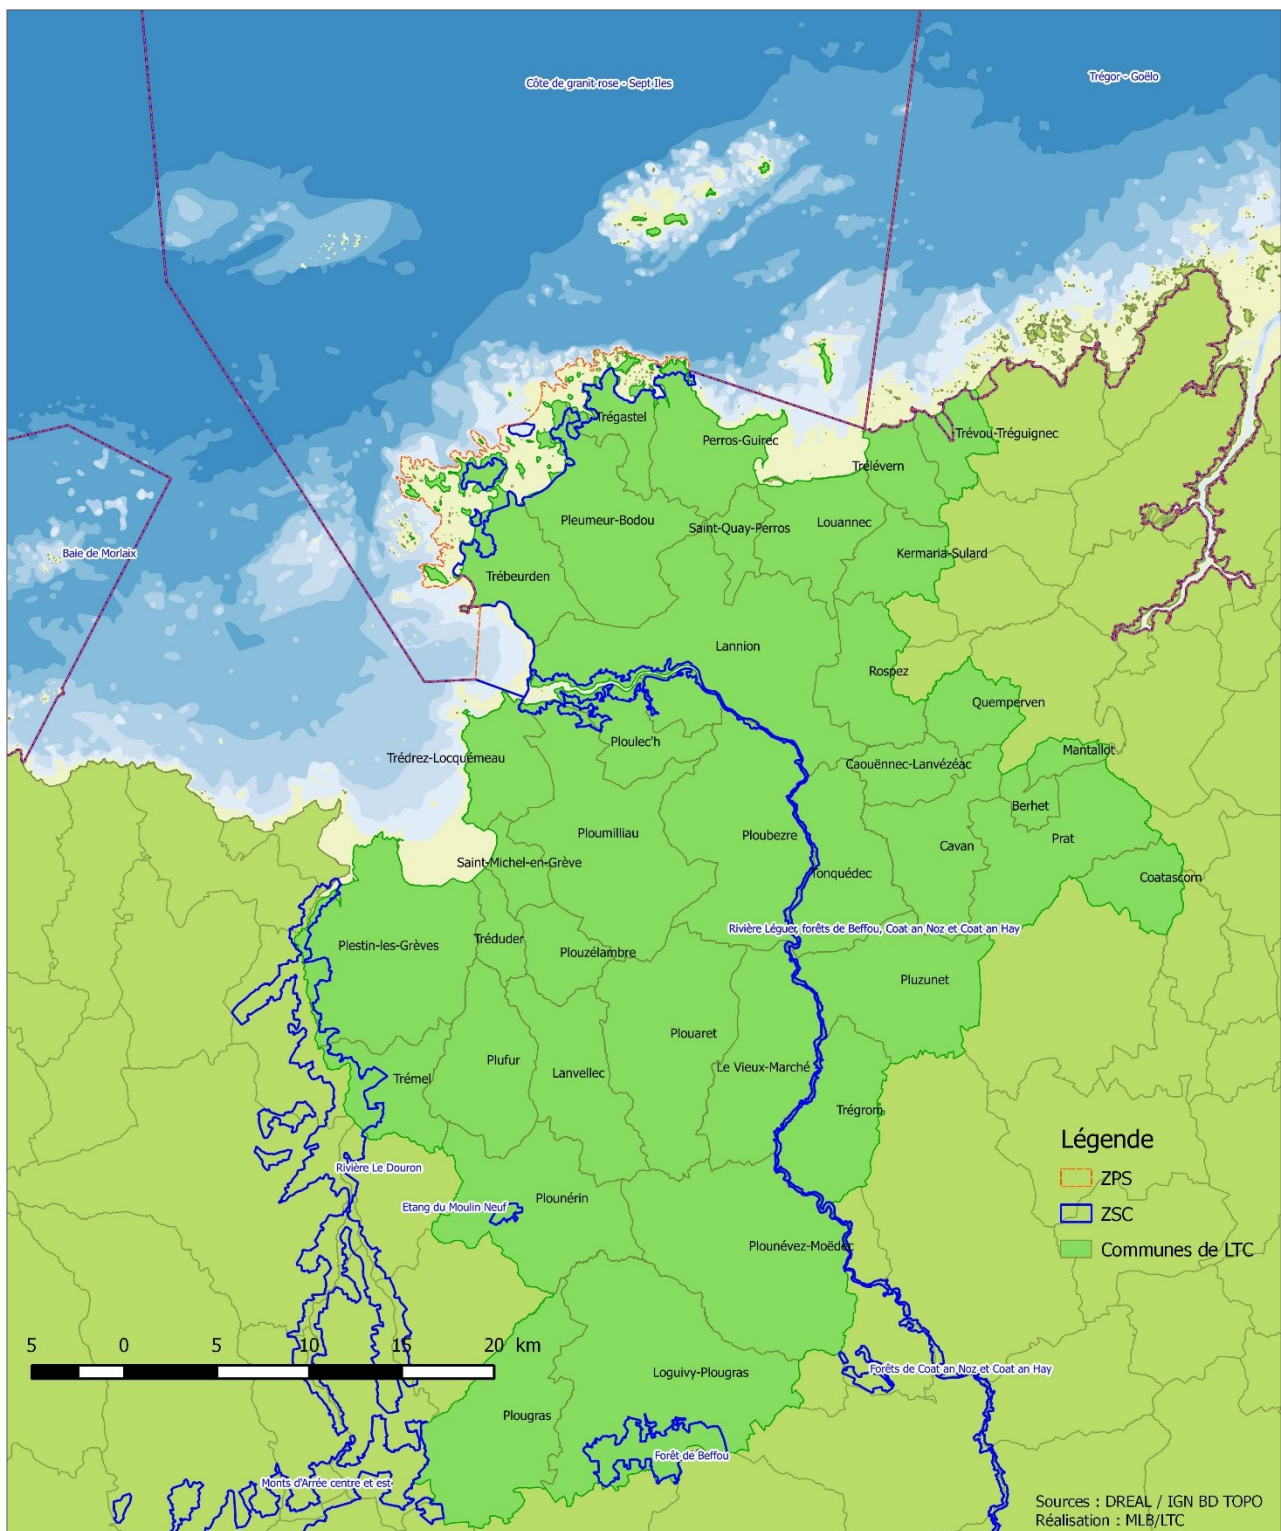 Côte de granit rose - Sept Iles
Trégor - Goëlo
Trégastel
Perros-Guirec
Trévou-Tréguignec
Trélévern
Pleumeur-Bodou
Saint-Quay-Perros
Louannec
Baie de Morlaix
Kermaria-Sulard
Trébeurden
Lannion
Rospez
Quemperven
Ploulec'h
Mantallot
Trédrez-Locquémeau
Caouënnec-Lanvézéac
Berhet
Ploumilliau
Ploubezre
Prat
Cavan
Saint-Michel-en-Grève
Tonquédec
Coatascorn
Rivière Léguer, forêts de Beffou, Coat an Noz et Coat an Hay
Plestin-les-Grèves
Tréduder
Plouzélambre
Pluzunet
Plouaret
Plufur
Lanvellec
Le Vieux-Marché
Trémel
Trégrom
Légende
ZPS
ZSC
Communes de LTC
Rivière Le Douron
Plounérin
Etang du Moulin Neuf
Plounévez-Moëdec
5 0 5 10 15 20 km
Forêts de Coat an Noz et Coat an Hay
Loguivy-Plougras
Plougras
Forêt de Beffou
Monts d'Arrée centre et est
Sources : DREAL / IGN BD TOPO
Réalisation : MLB/LTC